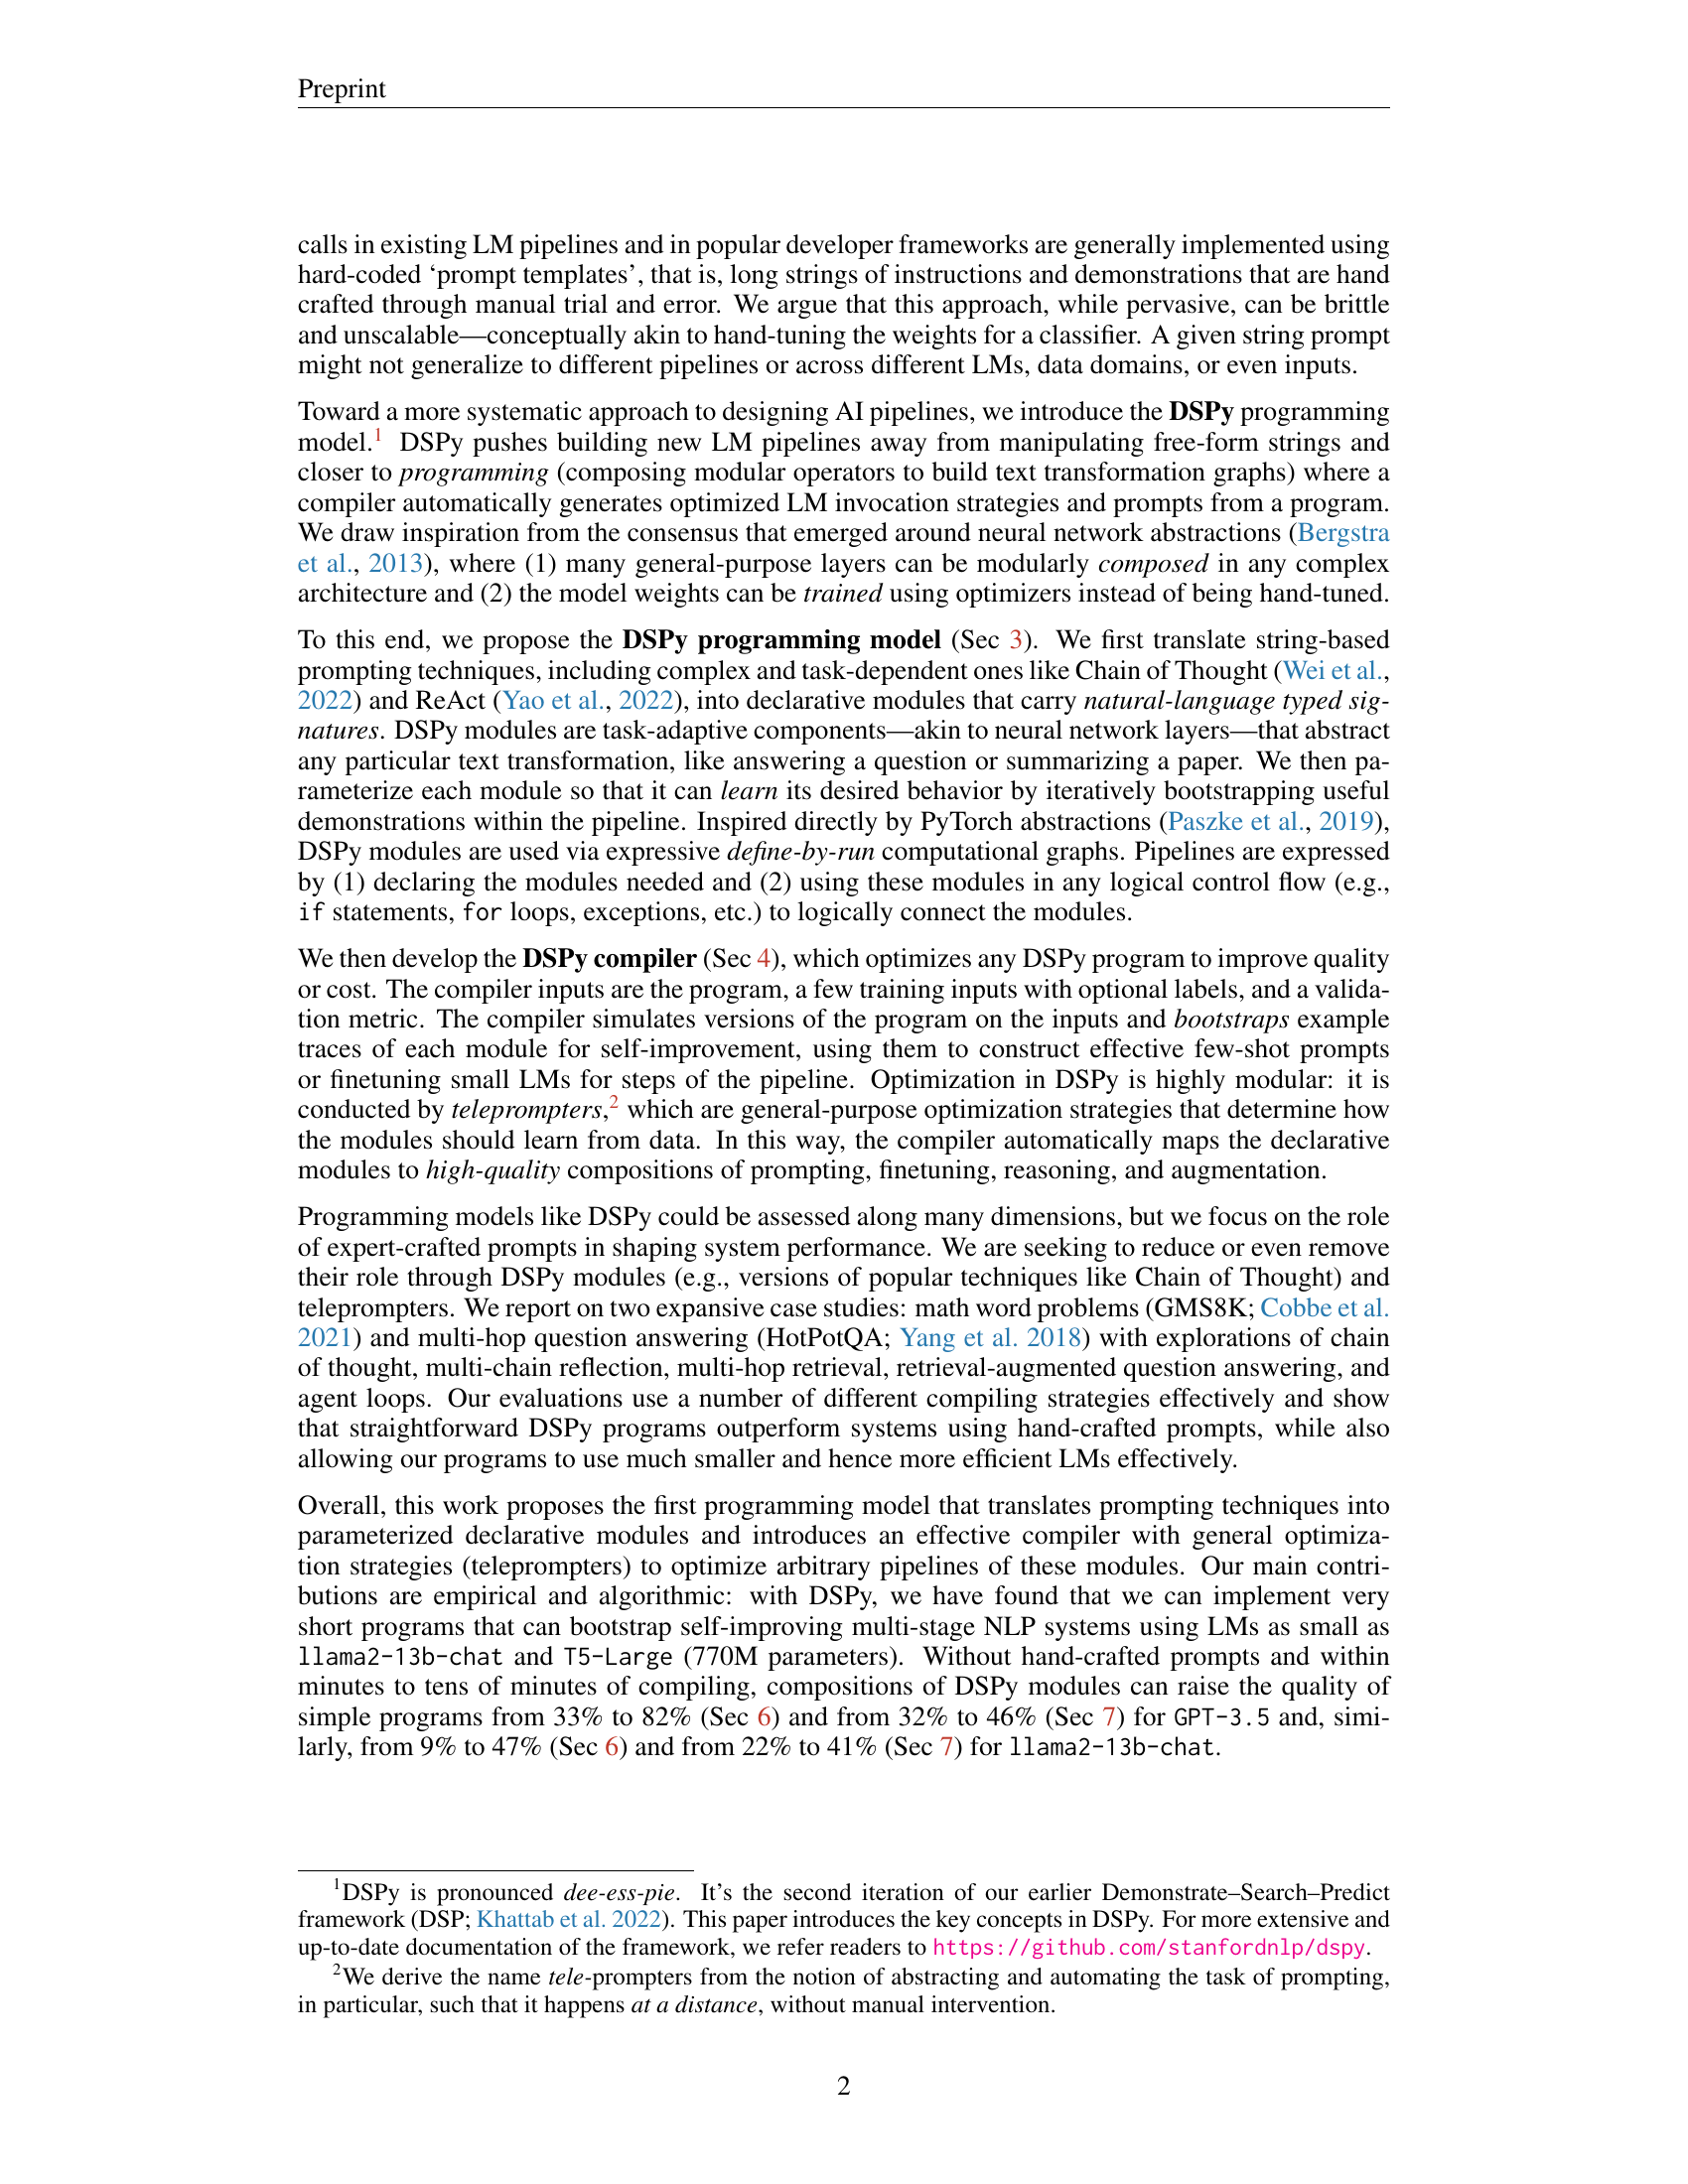 Preprint
calls in existing LM pipelines and in popular developer frameworks are generally implemented using
hard-coded ‘prompt templates’, that is, long strings of instructions and demonstrations that are hand
crafted through manual trial and error. We argue that this approach, while pervasive, can be brittle
and unscalable—conceptually akin to hand-tuning the weights for a classifier. A given string prompt
might not generalize to different pipelines or across different LMs, data domains, or even inputs.
Toward a more systematic approach to designing AI pipelines, we introduce the DSPy programming
model.1 DSPy pushes building new LM pipelines away from manipulating free-form strings and
closer to programming (composing modular operators to build text transformation graphs) where a
compiler automatically generates optimized LM invocation strategies and prompts from a program.
We draw inspiration from the consensus that emerged around neural network abstractions (Bergstra
et al., 2013), where (1) many general-purpose layers can be modularly composed in any complex
architecture and (2) the model weights can be trained using optimizers instead of being hand-tuned.
To this end, we propose the DSPy programming model (Sec 3). We first translate string-based
prompting techniques, including complex and task-dependent ones like Chain of Thought (Wei et al.,
2022) and ReAct (Yao et al., 2022), into declarative modules that carry natural-language typed sig-
natures. DSPy modules are task-adaptive components—akin to neural network layers—that abstract
any particular text transformation, like answering a question or summarizing a paper. We then pa-
rameterize each module so that it can learn its desired behavior by iteratively bootstrapping useful
demonstrations within the pipeline. Inspired directly by PyTorch abstractions (Paszke et al., 2019),
DSPy modules are used via expressive define-by-run computational graphs. Pipelines are expressed
by (1) declaring the modules needed and (2) using these modules in any logical control flow (e.g.,
if statements, for loops, exceptions, etc.) to logically connect the modules.
We then develop the DSPy compiler (Sec 4), which optimizes any DSPy program to improve quality
or cost. The compiler inputs are the program, a few training inputs with optional labels, and a valida-
tion metric. The compiler simulates versions of the program on the inputs and bootstraps example
traces of each module for self-improvement, using them to construct effective few-shot prompts
or finetuning small LMs for steps of the pipeline. Optimization in DSPy is highly modular: it is
conducted by teleprompters,2 which are general-purpose optimization strategies that determine how
the modules should learn from data. In this way, the compiler automatically maps the declarative
modules to high-quality compositions of prompting, finetuning, reasoning, and augmentation.
Programming models like DSPy could be assessed along many dimensions, but we focus on the role
of expert-crafted prompts in shaping system performance. We are seeking to reduce or even remove
their role through DSPy modules (e.g., versions of popular techniques like Chain of Thought) and
teleprompters. We report on two expansive case studies: math word problems (GMS8K; Cobbe et al.
2021) and multi-hop question answering (HotPotQA; Yang et al. 2018) with explorations of chain
of thought, multi-chain reflection, multi-hop retrieval, retrieval-augmented question answering, and
agent loops. Our evaluations use a number of different compiling strategies effectively and show
that straightforward DSPy programs outperform systems using hand-crafted prompts, while also
allowing our programs to use much smaller and hence more efficient LMs effectively.
Overall, this work proposes the first programming model that translates prompting techniques into
parameterized declarative modules and introduces an effective compiler with general optimiza-
tion strategies (teleprompters) to optimize arbitrary pipelines of these modules. Our main contri-
butions are empirical and algorithmic: with DSPy, we have found that we can implement very
short programs that can bootstrap self-improving multi-stage NLP systems using LMs as small as
llama2-13b-chat and T5-Large (770M parameters). Without hand-crafted prompts and within
minutes to tens of minutes of compiling, compositions of DSPy modules can raise the quality of
simple programs from 33% to 82% (Sec 6) and from 32% to 46% (Sec 7) for GPT-3.5 and, simi-
larly, from 9% to 47% (Sec 6) and from 22% to 41% (Sec 7) for llama2-13b-chat.
1DSPy is pronounced dee-ess-pie. It’s the second iteration of our earlier Demonstrate–Search–Predict
framework (DSP; Khattab et al. 2022). This paper introduces the key concepts in DSPy. For more extensive and
up-to-date documentation of the framework, we refer readers to https://github.com/stanfordnlp/dspy.
2We derive the name tele-prompters from the notion of abstracting and automating the task of prompting,
in particular, such that it happens at a distance, without manual intervention.
2